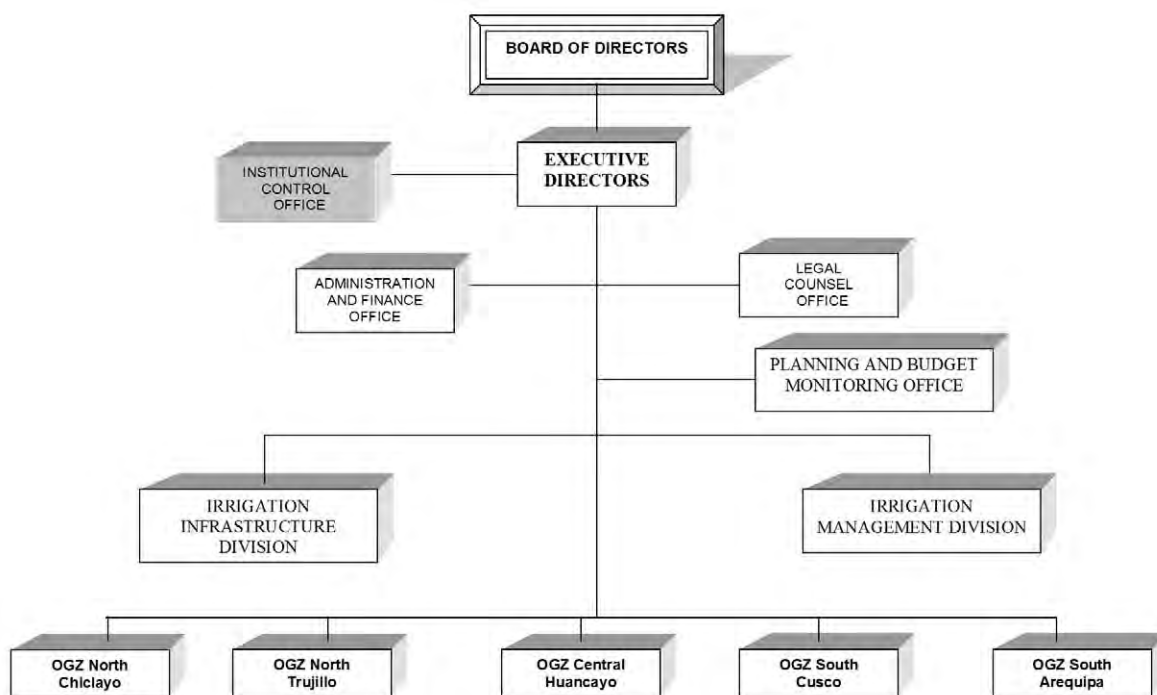 BOARD OF DIRECTORS
INSTITUTIONAL
CONTROL
OFFICE
EXECUTIVE
DIRECTORS
ADMINISTRATION
AND FINANCE
OFFICE
LEGAL
COUNSEL
OFFICE
PLANNING AND BUDGET
MONITORING OFFICE
IRRIGATION
INFRASTRUCTURE
DIVISION
IRRIGATION
MANAGEMENT DIVISION
OGZ North
Chiclayo
OGZ North
Trujillo
OGZ Central
Huancayo
OGZ South
Cusco
OGZ South
Arequipa